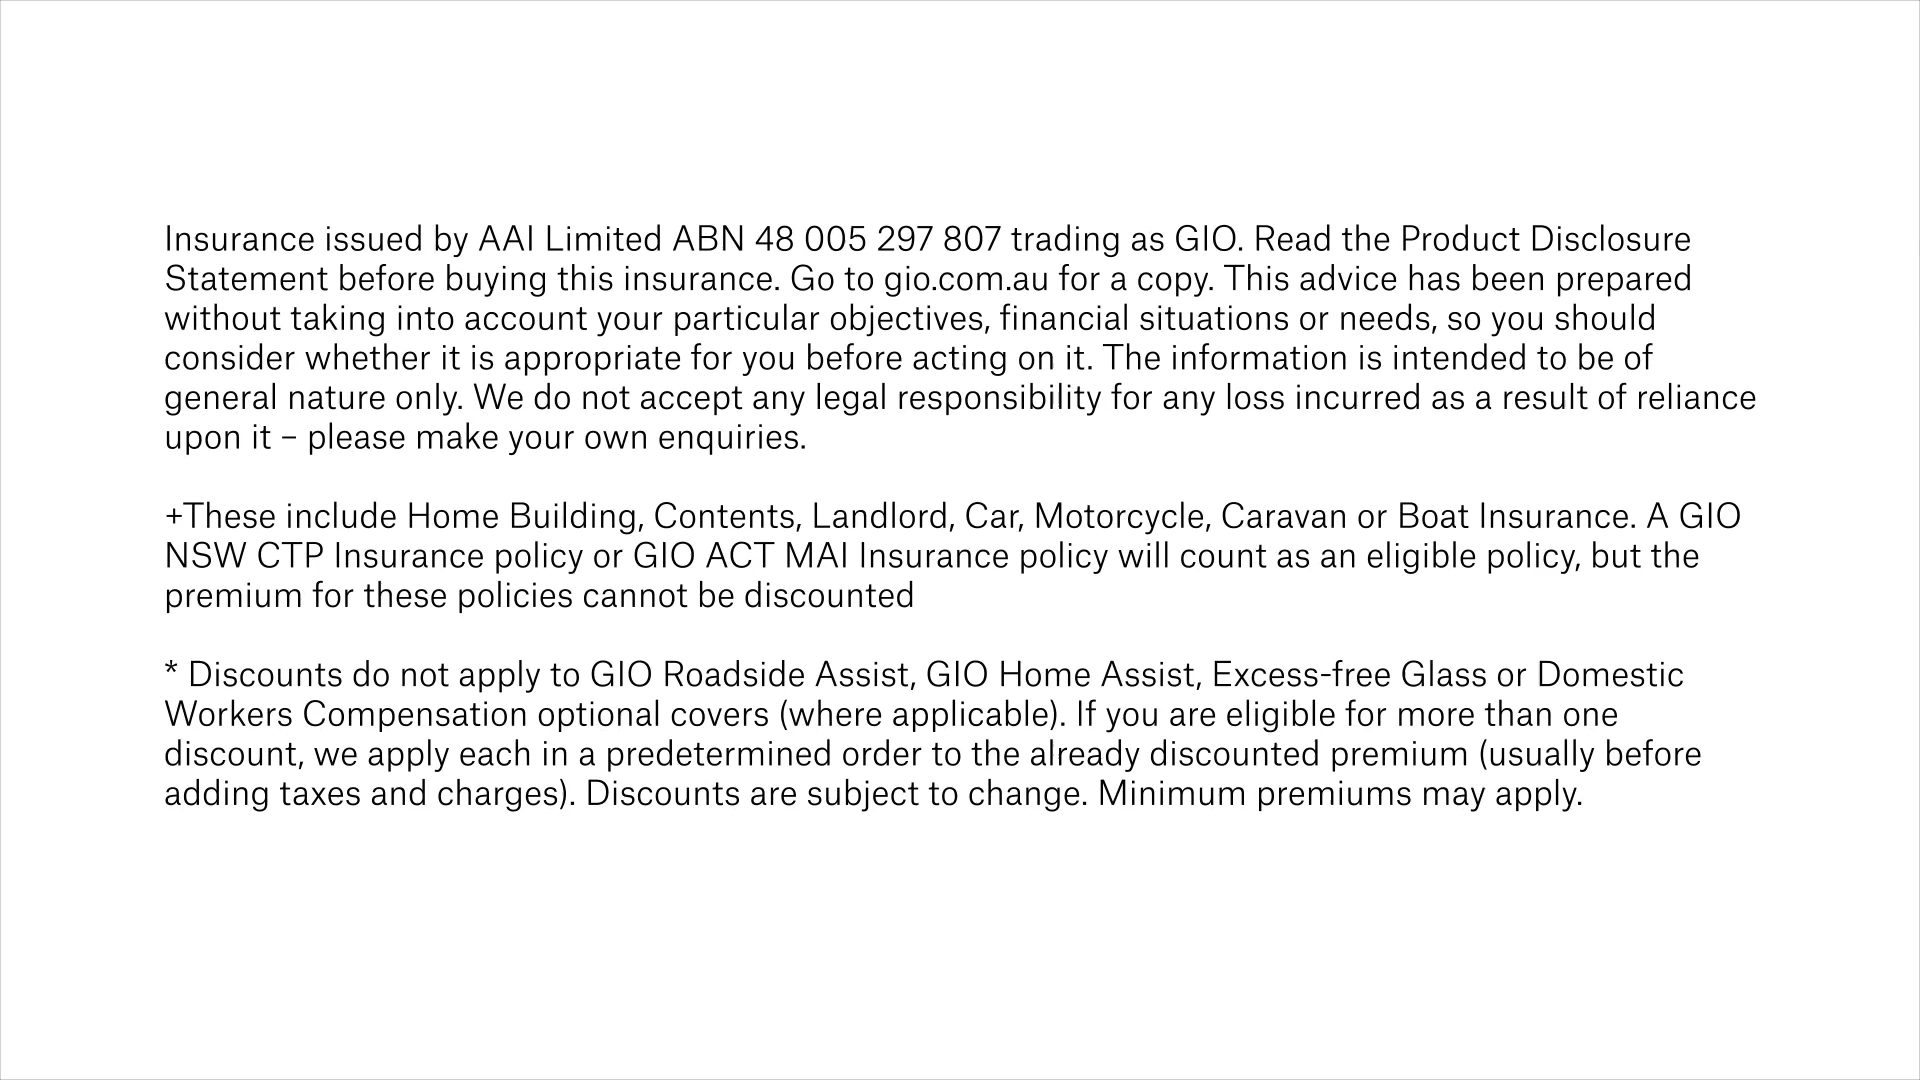 Insurance issued by AAI Limited ABN 48 005 297 807 trading as GIO. Read the Product Disclosure
Statement before buying this insurance. Go to gio.com.au for a copy. This advice has been prepared
without taking into account your particular objectives, financial situations or needs, so you should
consider whether it is appropriate for you before acting on it. The information is intended to be of
general nature only. We do not accept any legal responsibility for any loss incurred as a result of reliance
upon it – please make your own enquiries.
+These include Home Building, Contents, Landlord, Car, Motorcycle, Caravan or Boat Insurance. A GIO
NSW CTP Insurance policy or GIO ACT MAI Insurance policy will count as an eligible policy, but the
premium for these policies cannot be discounted
* Discounts do not apply to GIO Roadside Assist, GIO Home Assist, Excess-free Glass or Domestic
Workers Compensation optional covers (where applicable). If you are eligible for more than one
discount, we apply each in a predetermined order to the already discounted premium (usually before
adding taxes and charges). Discounts are subject to change. Minimum premiums may apply.